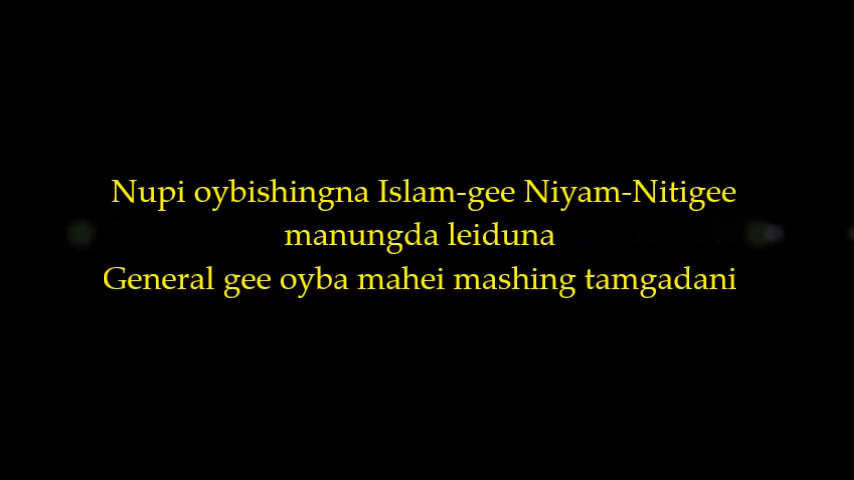 Nupi oybishingna Islam-gee Niyam-Nitigee
manungda leiduna
General gee oyba mahei mashing tamgadani